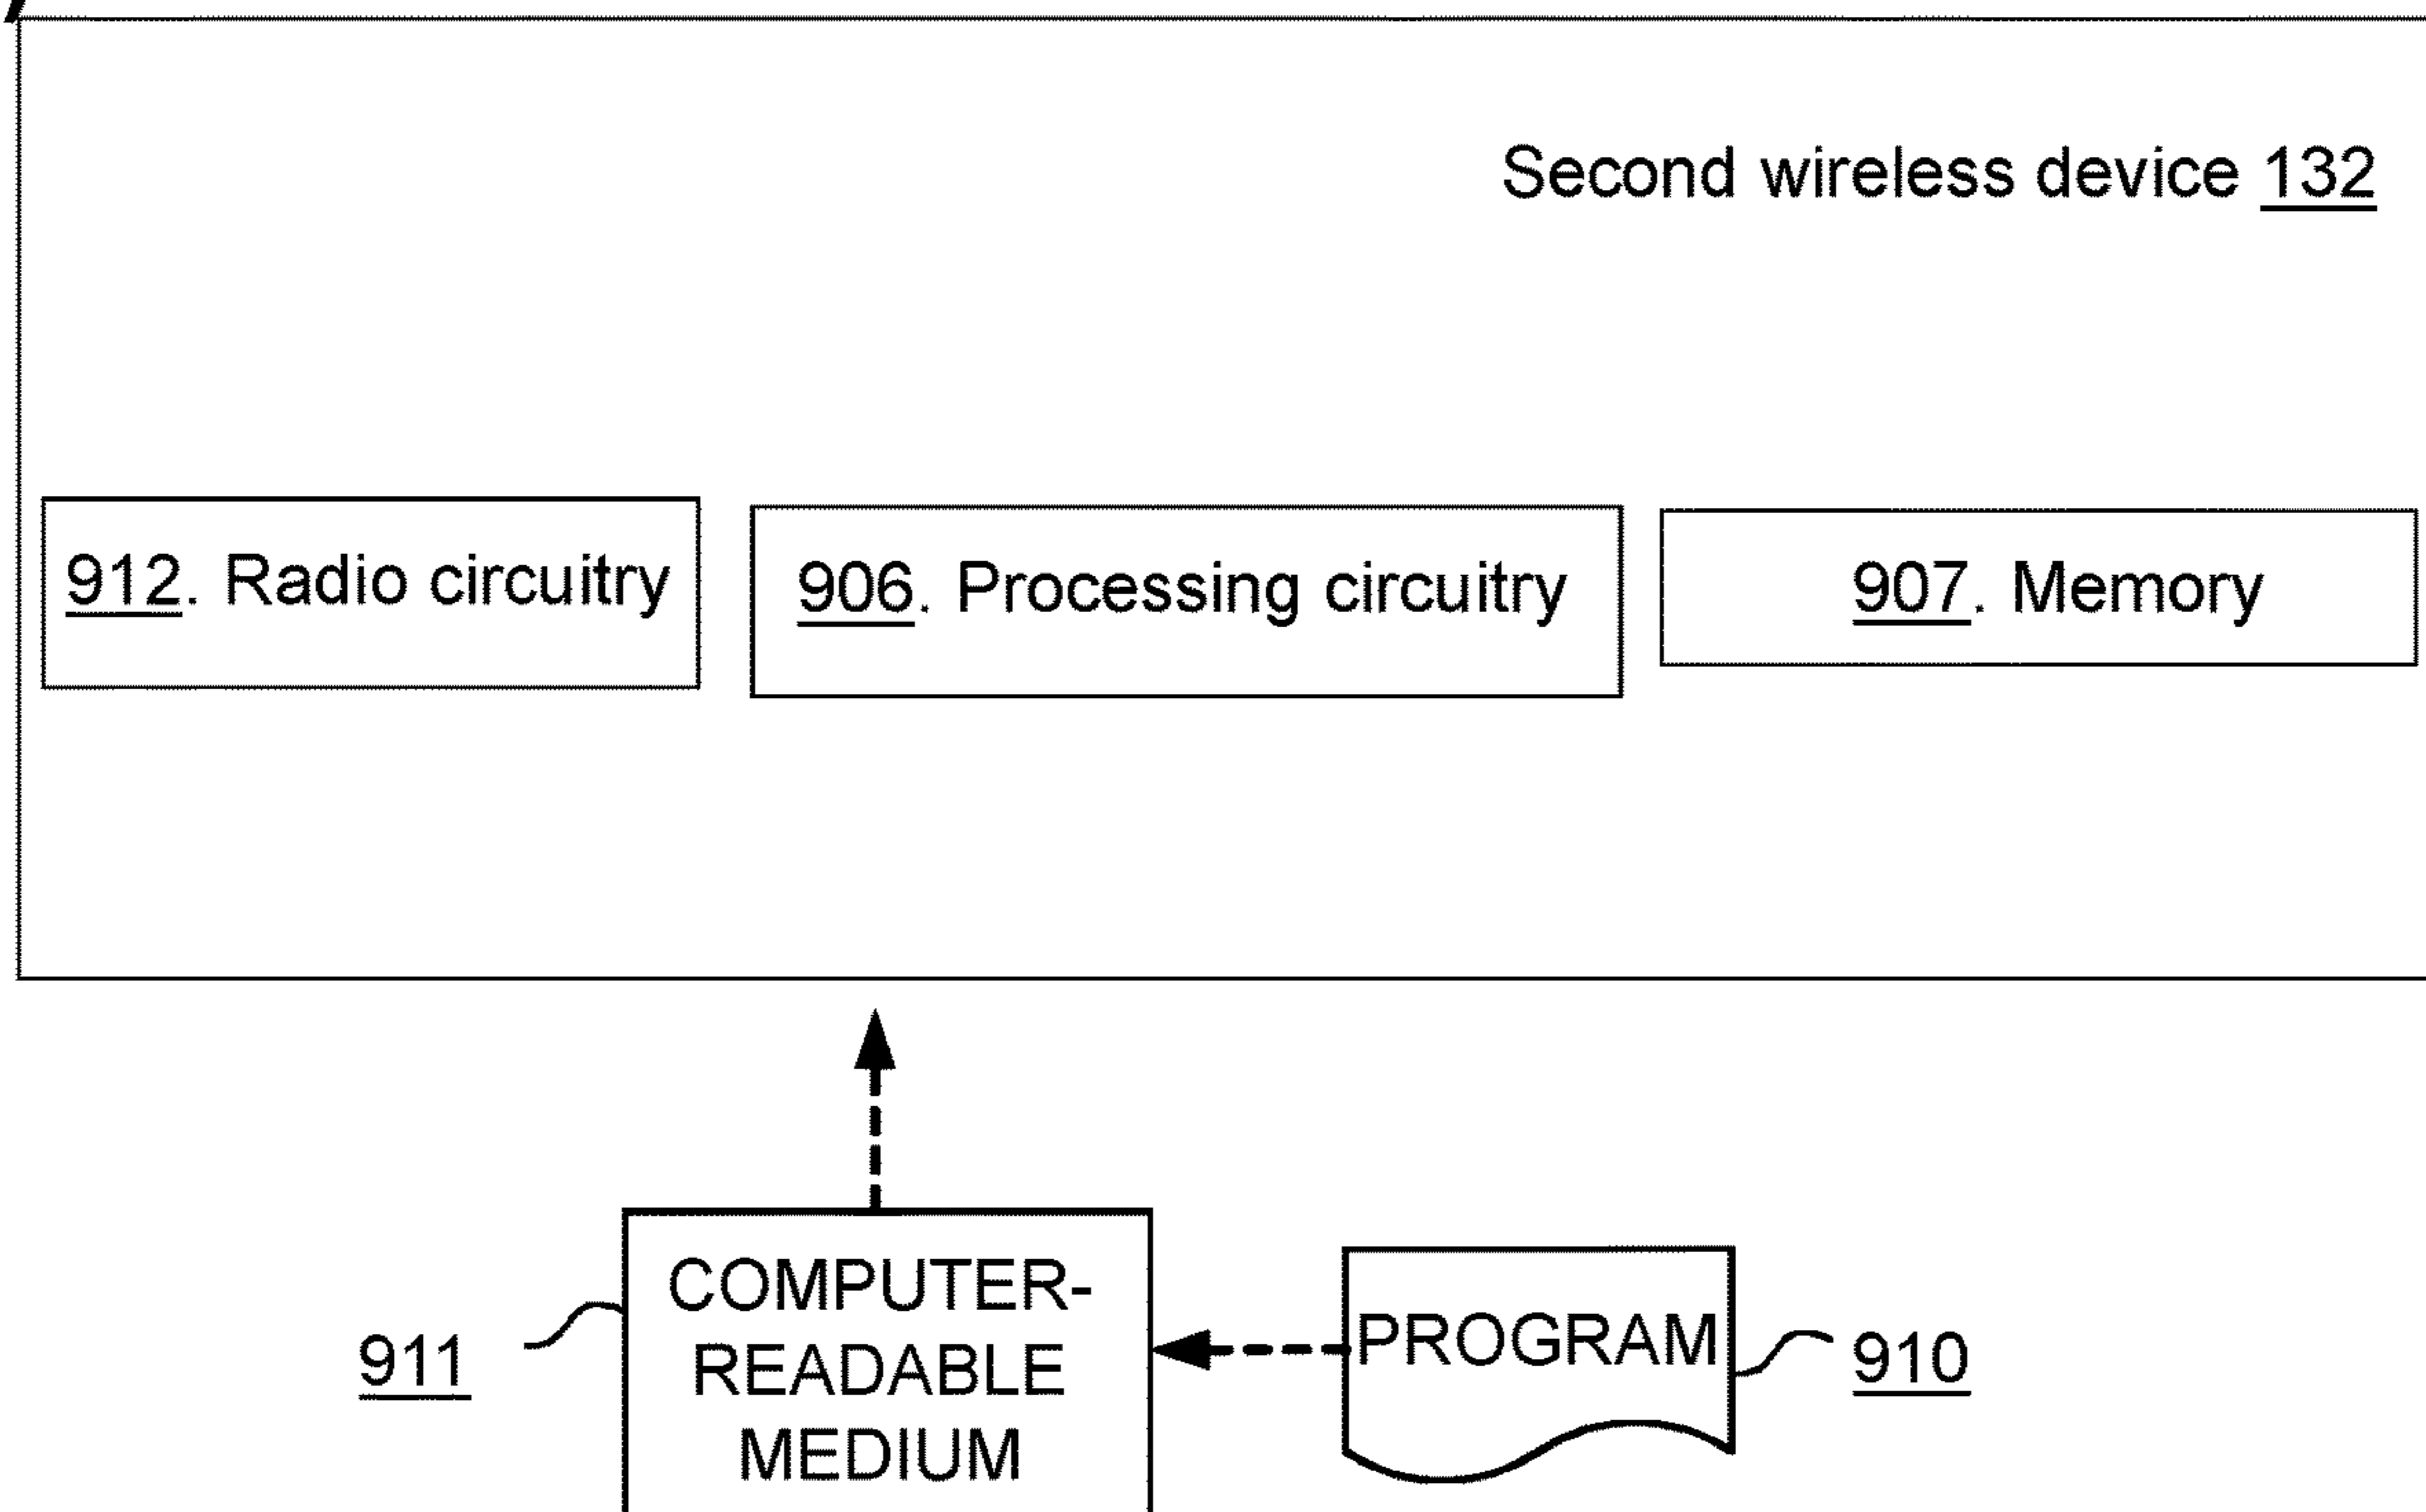 Second wireless device 132
912. Radio circuitry
906. Processing circuitry
907. Memory
COMPUTER-
READABLE
MEDIUM
911
PROGRAM
910